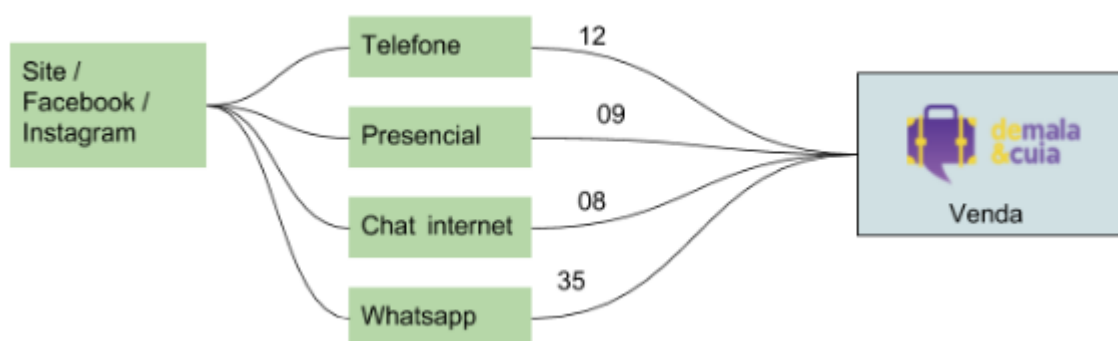 Site /
Facebook /
Instagram
Telefone
12
Presencial
09
Chat internet
08
Whatsapp
35
demala
&cuia
Venda